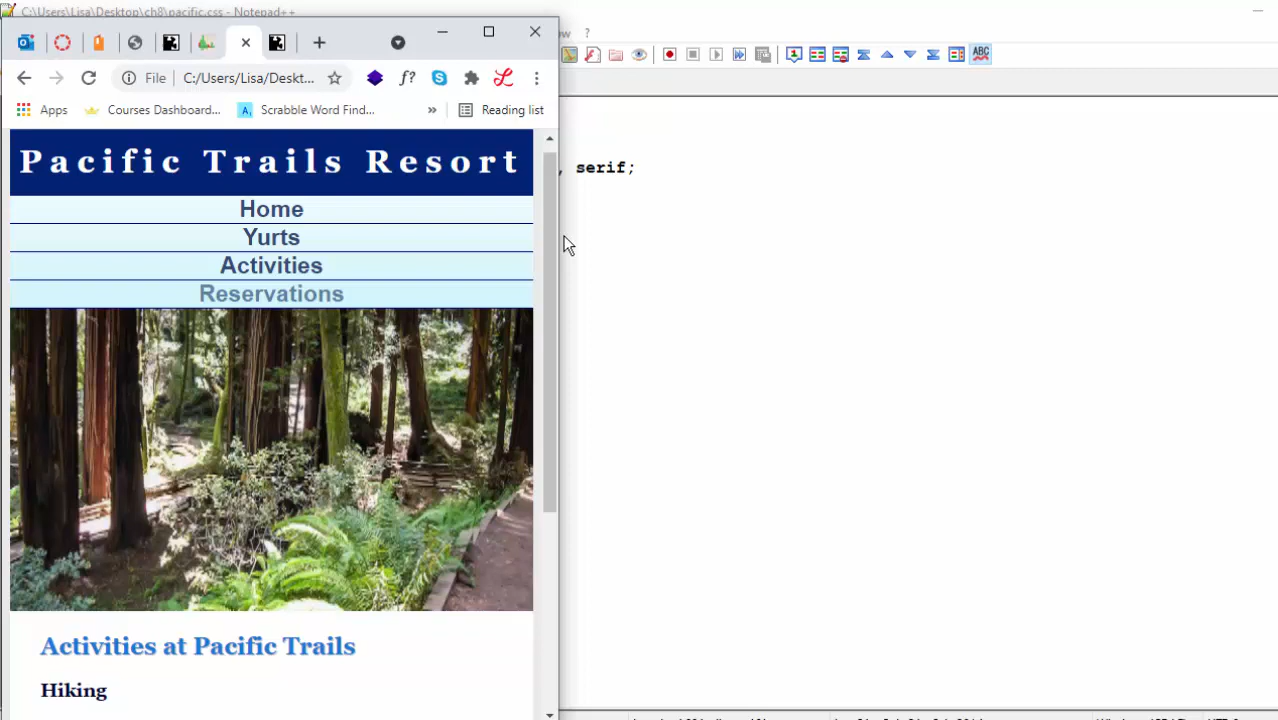 C:\Users\Lisa\Desktop\ch8\pacific.css - Notepad++
?
ABC
File
C:/Users/Lisa/Deskt...
f?
Apps
Courses Dashboard...
A,
Scrabble Word Find...
»
Reading list
Pacific Trails Resort
, serif;
Home
Yurts
Activities
Reservations
Activities at Pacific Trails
Hiking